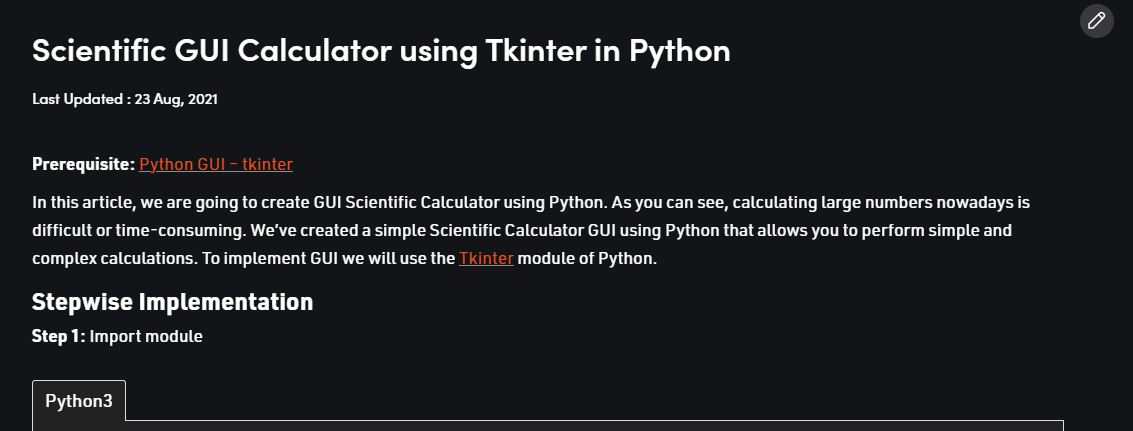 Scientific GUI Calculator using Tkinter in Python
Last Updated : 23 Aug, 2021
Prerequisite: Python GUI – tkinter
In this article, we are going to create GUI Scientific Calculator using Python. As you can see, calculating large numbers nowadays is
difficult or time-consuming. We've created a simple Scientific Calculator GUI using Python that allows you to perform simple and
complex calculations. To implement GUI we will use the Tkinter module of Python.
Stepwise Implementation
Step 1: Import module
Python3